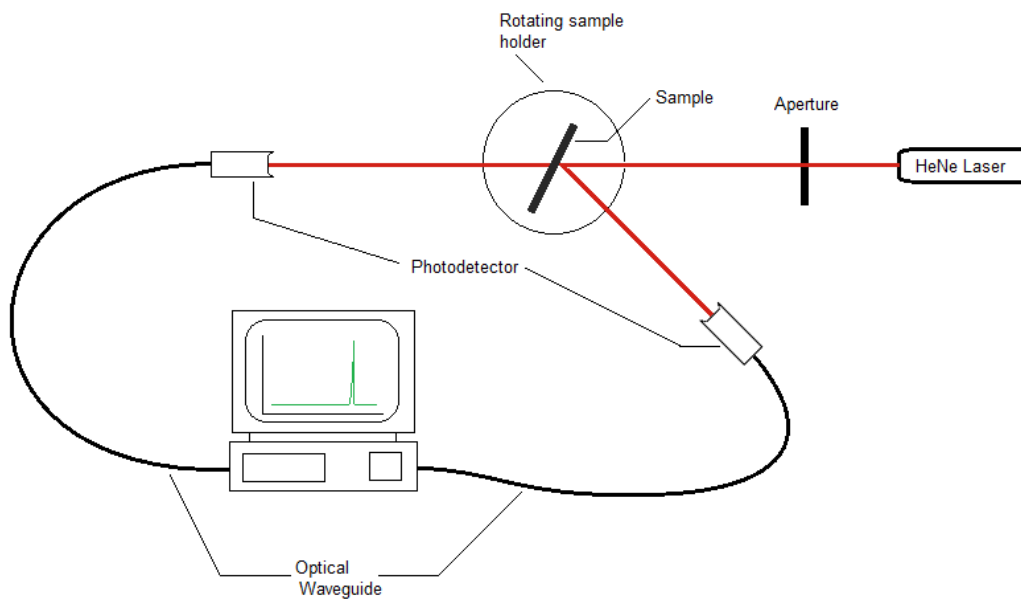 Rotating sample
holder
Sample
Aperture
HeNe Laser
Photodetector
Optical
Waveguide